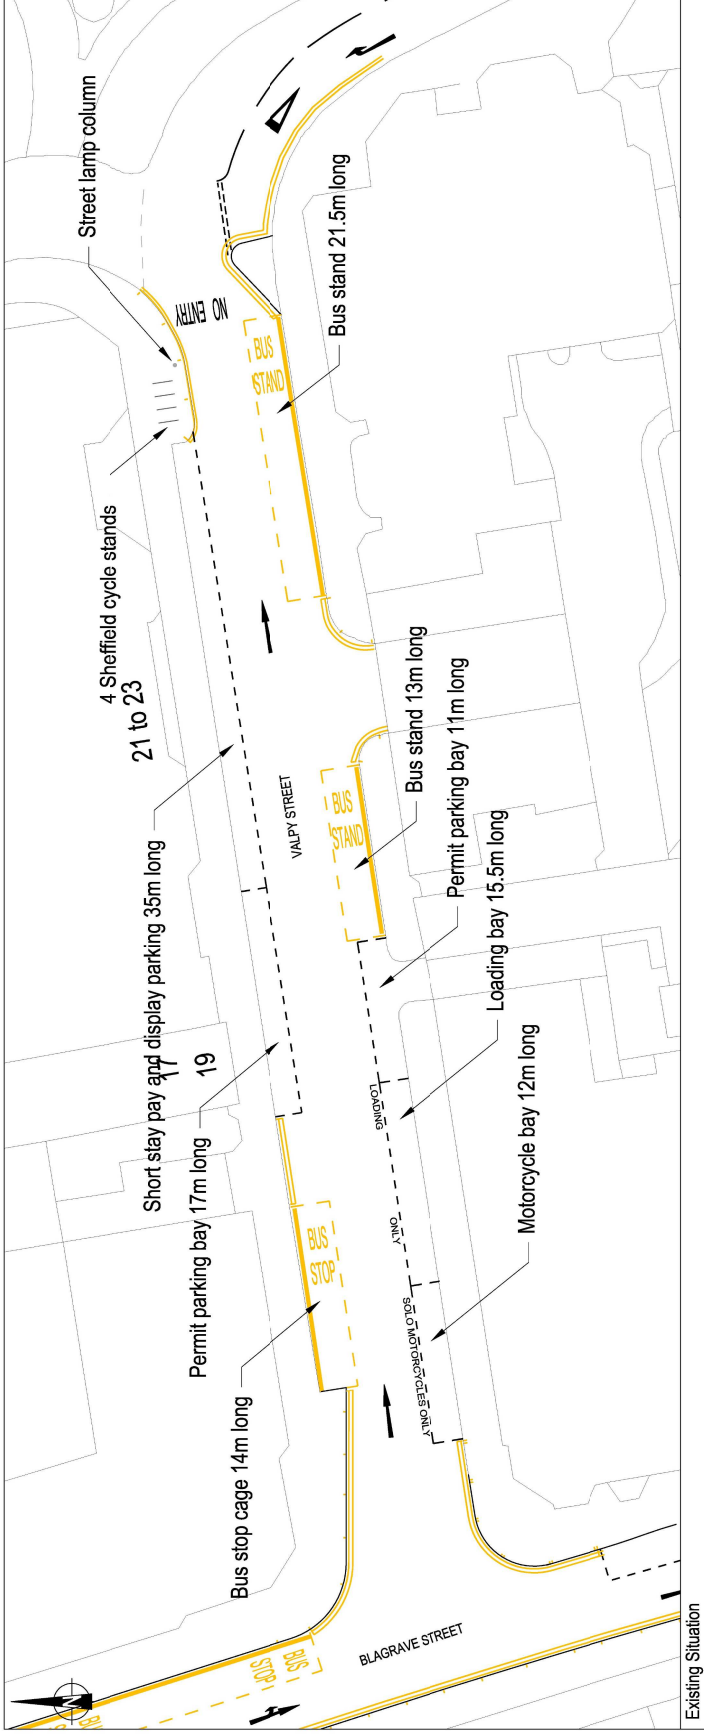 Street lamp column
4 Sheffield cycle stands
21 to 23
Short stay pay and display parking 35m long
17
19
Permit parking bay 17m long
Bus stop cage 14m long
NO ENTRY
BUS
STAND
Bus stand 21.5m long
VALPY STREET
BUS
STAND
Bus stand 13m long
Permit parking bay 11m long
LOADING
ONLY
Loading bay 15.5m long
SOLO MOTORCYCLES ONLY
Motorcycle bay 12m long
BUS
STOP
BUS
STOP
BUS
BLAGRAVE STREET
N
Existing Situation